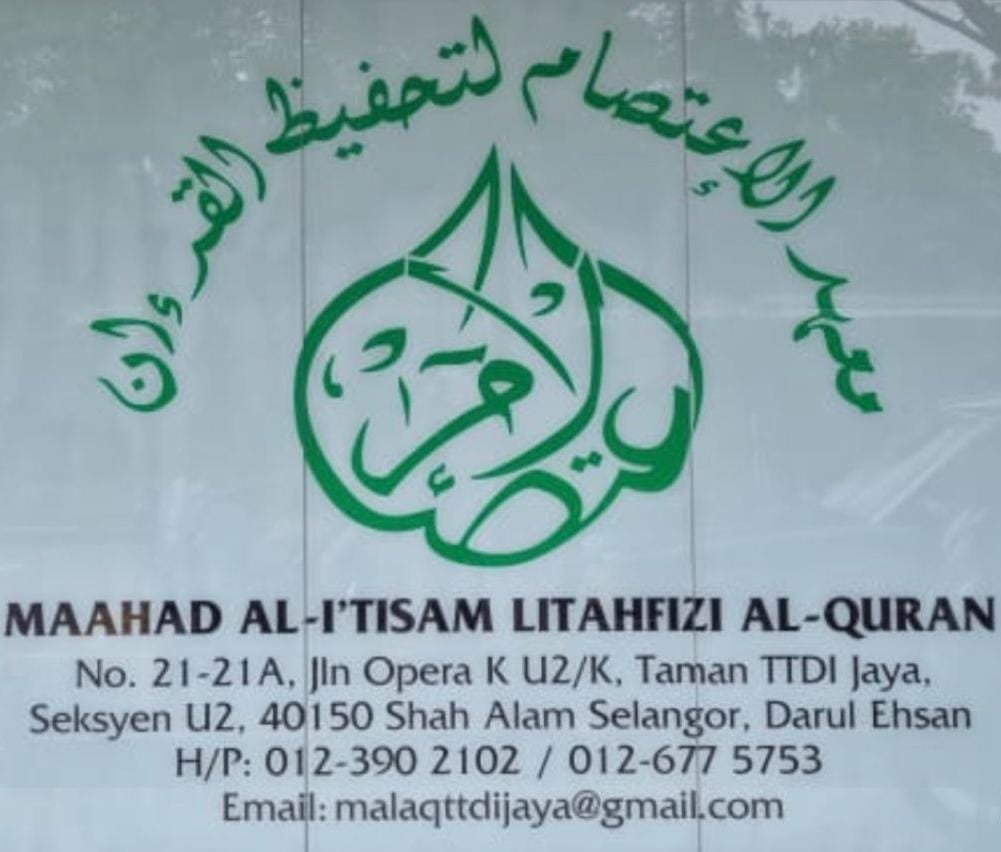 معهد الإعتصام لتحفيظ القرءان
MAAHAD AL-I'TISAM LITAHFIZI AL-QURAN
No. 21-21A, Jln Opera K U2/K, Taman TTDI Jaya,
Seksyen U2, 40150 Shah Alam Selangor, Darul Ehsan
H/P: 012-390 2102 / 012-677 5753
Email: malaqttdijaya@gmail.com